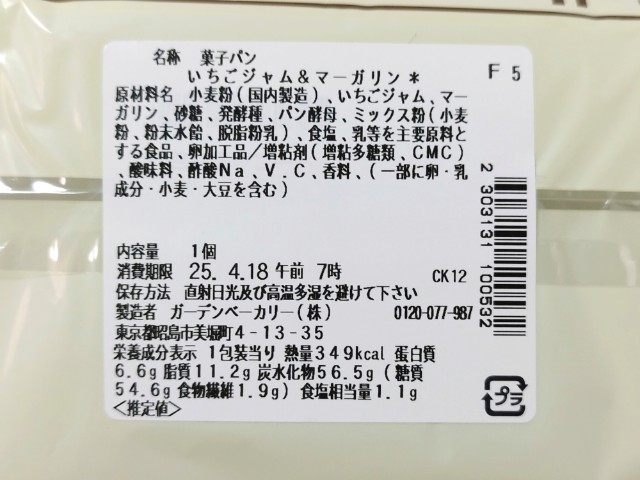 名称 菓子パン
いちごジャム&マーガリン*
F 5
原材料名 小麦粉(国内製造)、いちごジャム、マー
ガリン、砂糖、発酵種、パン酵母、ミックス粉(小麦
粉、粉末水飴、脱脂粉乳)、食塩、乳等を主要原料と
する食品、卵加工品/増粘剤(増粘多糖類、CMC)
、酸味料、酢酸Na、V.C、香料、(一部に卵・乳
成分・小麦・大豆を含む)
2 303131 100532
内容量 1個
消費期限 25. 4.18 午前 7時
CK12
保存方法 直射日光及び高温多湿を避けて下さい
製造者 ガーデンベーカリー(株) 0120-077-987
東京都昭島市美堀町4-13-35
栄養成分表示 1包装当り 熱量349kcal 蛋白質
6.6g 脂質11.2g 炭水化物56.5g(糖質
54.6g 食物繊維1.9g) 食塩相当量1.1g
<推定値>
プラ